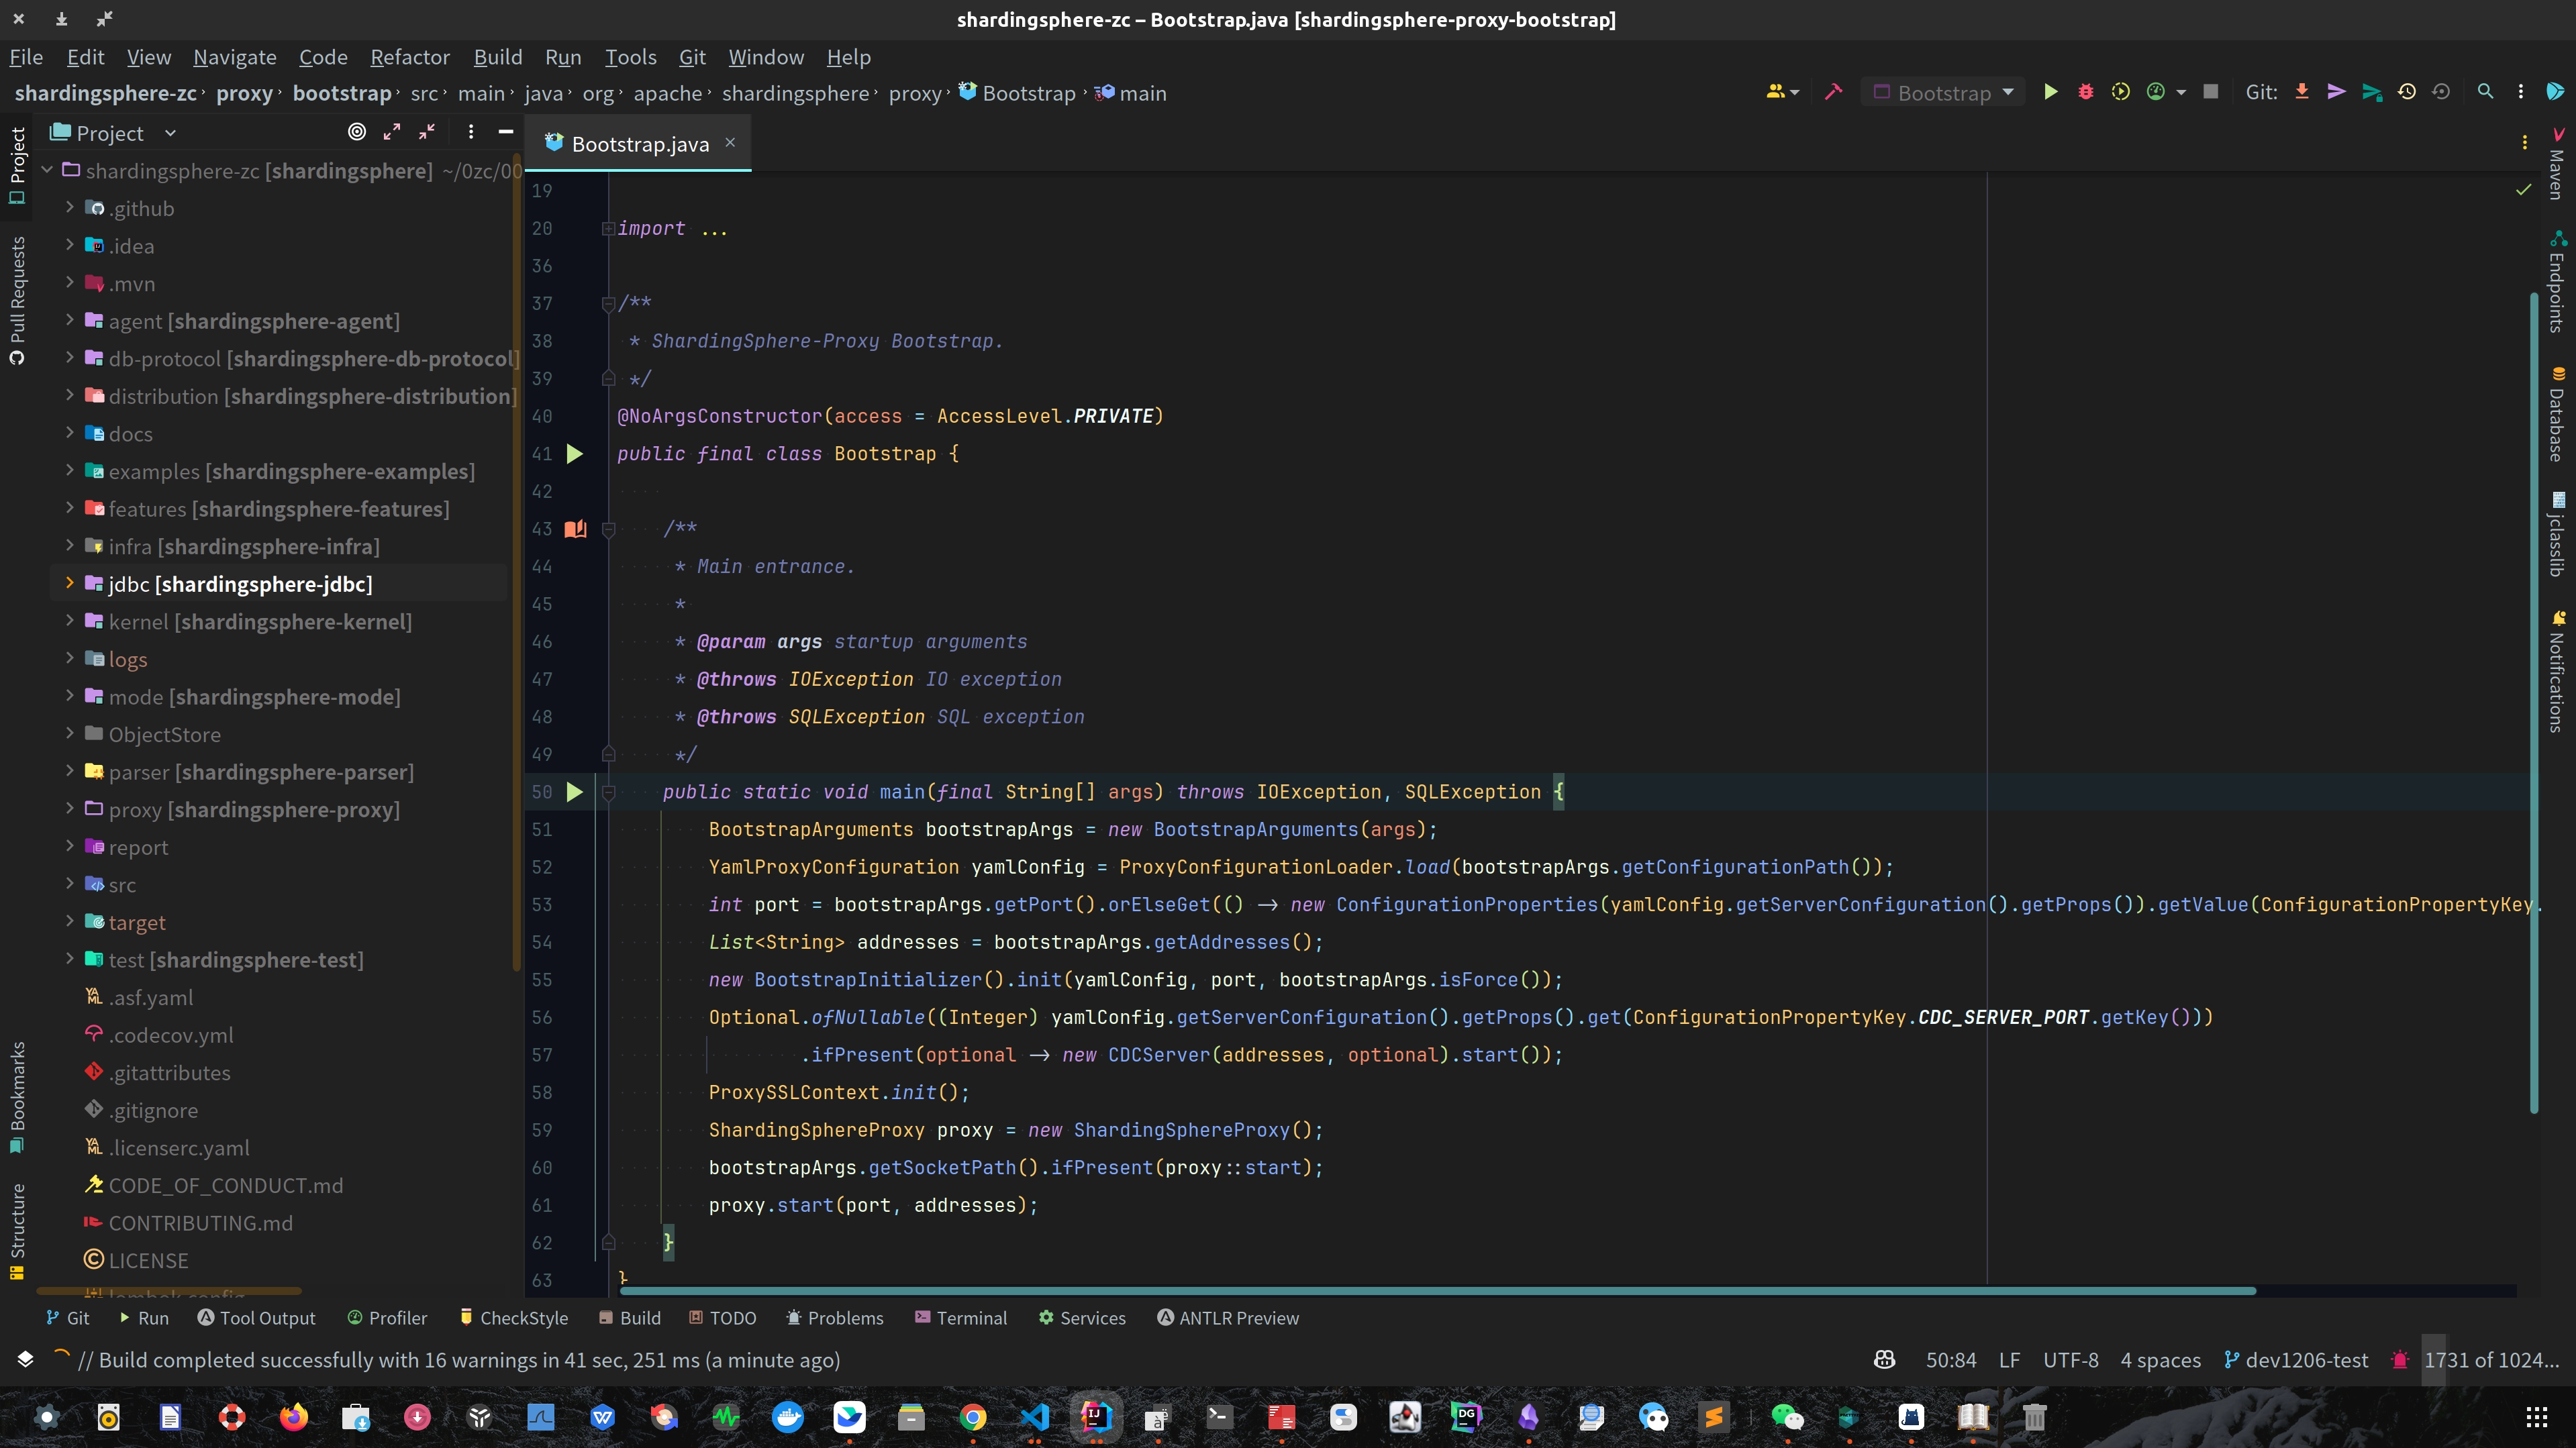 shardingsphere-zc – Bootstrap.java [shardingsphere-proxy-bootstrap]
File Edit View Navigate Code Refactor Build Run Tools Git Window Help
shardingsphere-zc › proxy › bootstrap › src › main › java › org › apache › shardingsphere › proxy › Bootstrap › main
Bootstrap
Git:
Project
shardingsphere-zc [shardingsphere] ~/0zc/00
.github
.idea
.mvn
agent [shardingsphere-agent]
db-protocol [shardingsphere-db-protocol]
distribution [shardingsphere-distribution]
docs
examples [shardingsphere-examples]
features [shardingsphere-features]
infra [shardingsphere-infra]
jdbc [shardingsphere-jdbc]
kernel [shardingsphere-kernel]
logs
mode [shardingsphere-mode]
ObjectStore
parser [shardingsphere-parser]
proxy [shardingsphere-proxy]
report
src
target
test [shardingsphere-test]
.asf.yaml
.codecov.yml
.gitattributes
.gitignore
.licenserc.yaml
CODE_OF_CONDUCT.md
CONTRIBUTING.md
LICENSE
lombok.config
Project
Pull Requests
Bookmarks
Structure
Bootstrap.java
19
20 import ...
36
37 /**
38 * ShardingSphere-Proxy Bootstrap.
39 */
40 @NoArgsConstructor(access = AccessLevel.PRIVATE)
41 public final class Bootstrap {
42
43 /**
44 * Main entrance.
45 *
46 * @param args startup arguments
47 * @throws IOException IO exception
48 * @throws SQLException SQL exception
49 */
50 public static void main(final String[] args) throws IOException, SQLException {
51 BootstrapArguments bootstrapArgs = new BootstrapArguments(args);
52 YamlProxyConfiguration yamlConfig = ProxyConfigurationLoader.load(bootstrapArgs.getConfigurationPath());
53 int port = bootstrapArgs.getPort().orElseGet(() -> new ConfigurationProperties(yamlConfig.getServerConfiguration().getProps()).getValue(ConfigurationPropertyKey.
54 List<String> addresses = bootstrapArgs.getAddresses();
55 new BootstrapInitializer().init(yamlConfig, port, bootstrapArgs.isForce());
56 Optional.ofNullable((Integer) yamlConfig.getServerConfiguration().getProps().get(ConfigurationPropertyKey.CDC_SERVER_PORT.getKey()))
57 .ifPresent(optional -> new CDCServer(addresses, optional).start());
58 ProxySSLContext.init();
59 ShardingSphereProxy proxy = new ShardingSphereProxy();
60 bootstrapArgs.getSocketPath().ifPresent(proxy::start);
61 proxy.start(port, addresses);
62 }
63 }
Maven
Endpoints
Database
jclasslib
Notifications
Git Run Tool Output Profiler CheckStyle Build TODO Problems Terminal Services ANTLR Preview
// Build completed successfully with 16 warnings in 41 sec, 251 ms (a minute ago)
50:84 LF UTF-8 4 spaces dev1206-test 1731 of 1024...